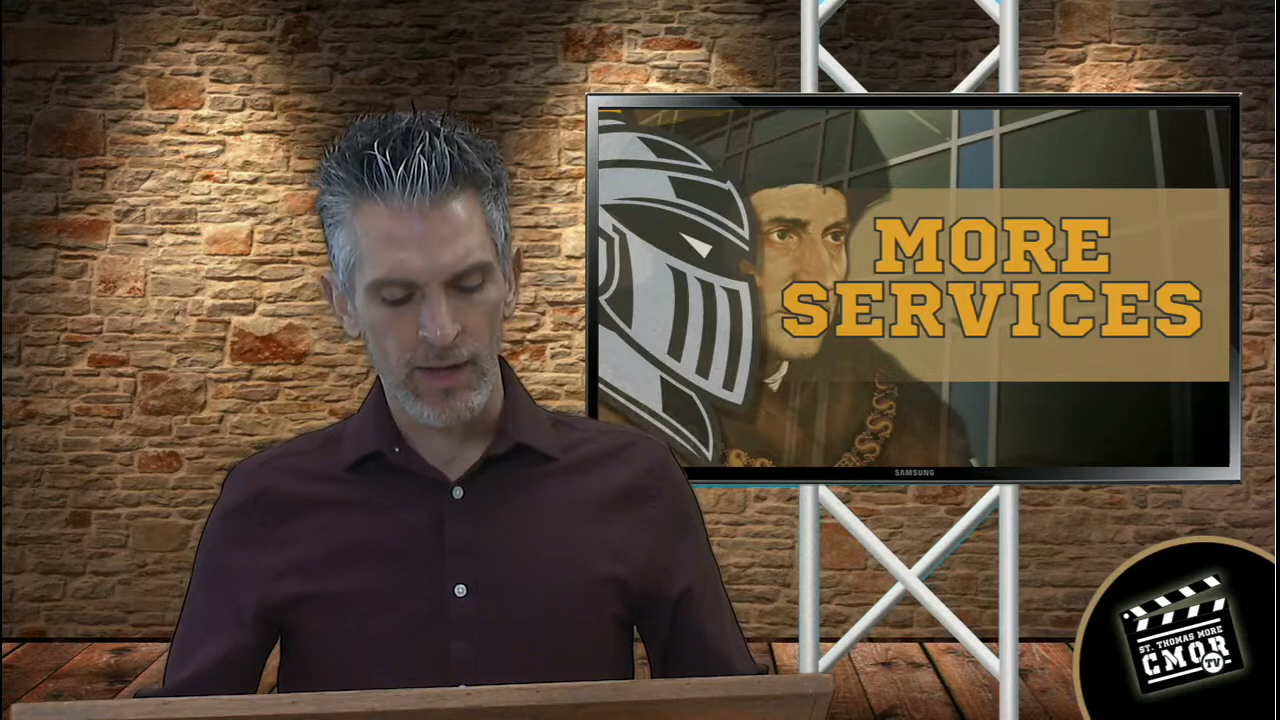 MORE
SERVICES
SAMSUNG
ST. THOMAS MORE
CMOR
TV